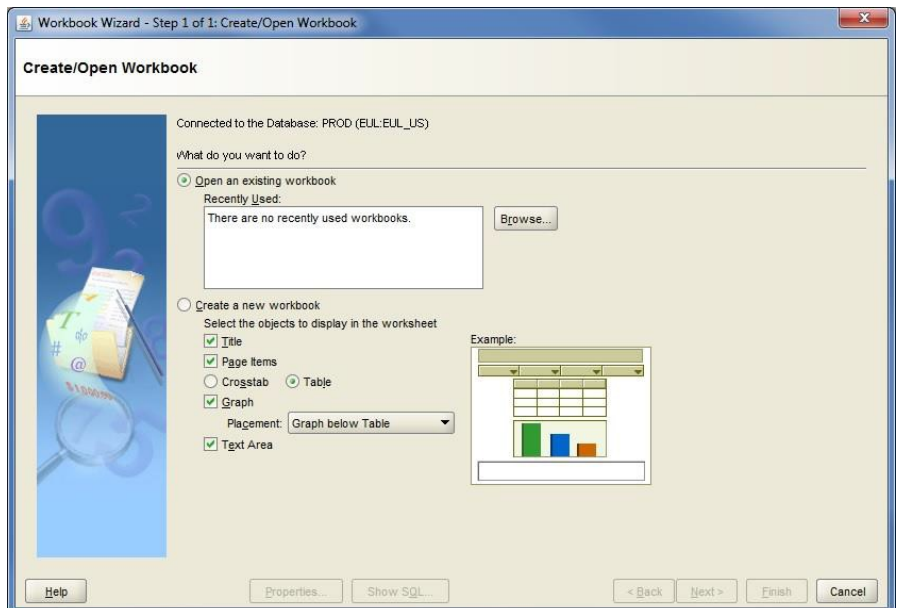 Workbook Wizard - Step 1 of 1: Create/Open Workbook
Create/Open Workbook
Connected to the Database: PROD (EUL:EUL_US)
What do you want to do?
Open an existing workbook
Recently Used:
There are no recently used workbooks.
Browse...
Create a new workbook
Select the objects to display in the worksheet
Title
Page Items
Crosstab Table
Graph
Placement: Graph below Table
Text Area
Example:
Help Properties... Show SQL... < Back Next > Finish Cancel